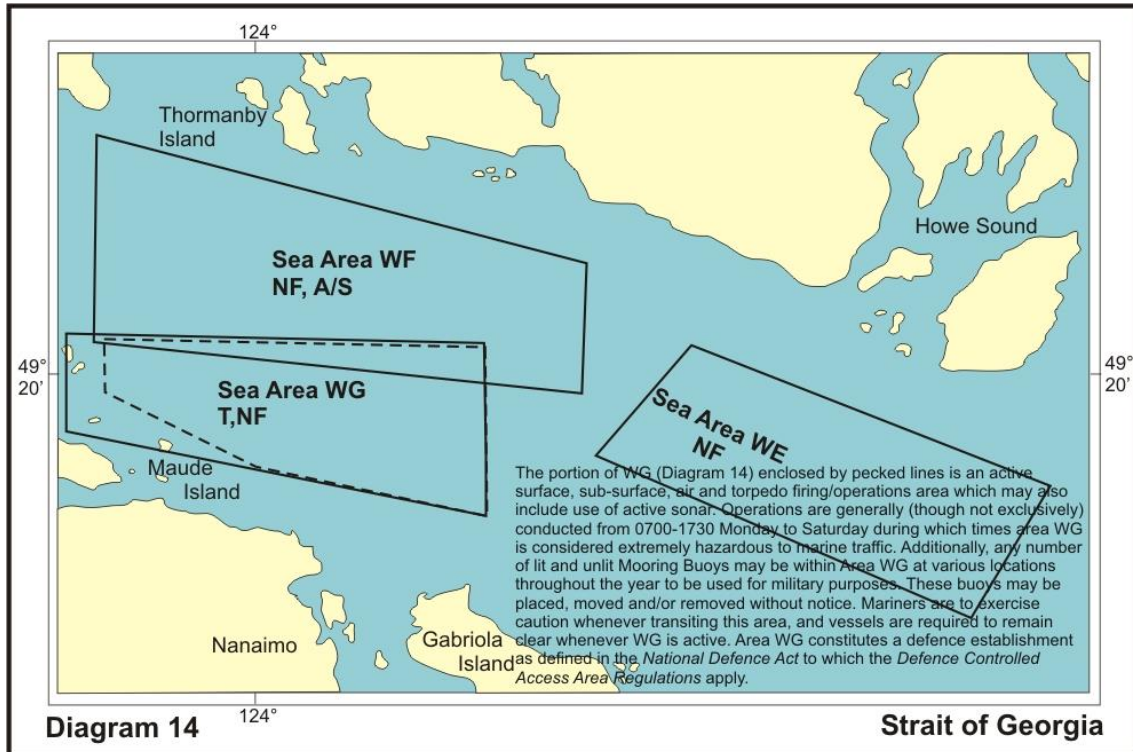 124°
Thormanby
Island
Howe Sound
Sea Area WF
NF, A/S
49°
20'
49°
20'
Sea Area WG
T,NF
Sea Area WE
NF
Maude
Island
The portion of WG (Diagram 14) enclosed by pecked lines is an active
surface, sub-surface, air and torpedo firing/operations area which may also
include use of active sonar. Operations are generally (though not exclusively)
conducted from 0700-1730 Monday to Saturday during which times area WG
is considered extremely hazardous to marine traffic. Additionally, any number
of lit and unlit Mooring Buoys may be within Area WG at various locations
throughout the year to be used for military purposes. These buoys may be
placed, moved and/or removed without notice. Mariners are to exercise
caution whenever transiting this area, and vessels are required to remain
clear whenever WG is active. Area WG constitutes a defence establishment
as defined in the National Defence Act to which the Defence Controlled
Access Area Regulations apply.
Nanaimo
Gabriola
Island
124°
Diagram 14
Strait of Georgia